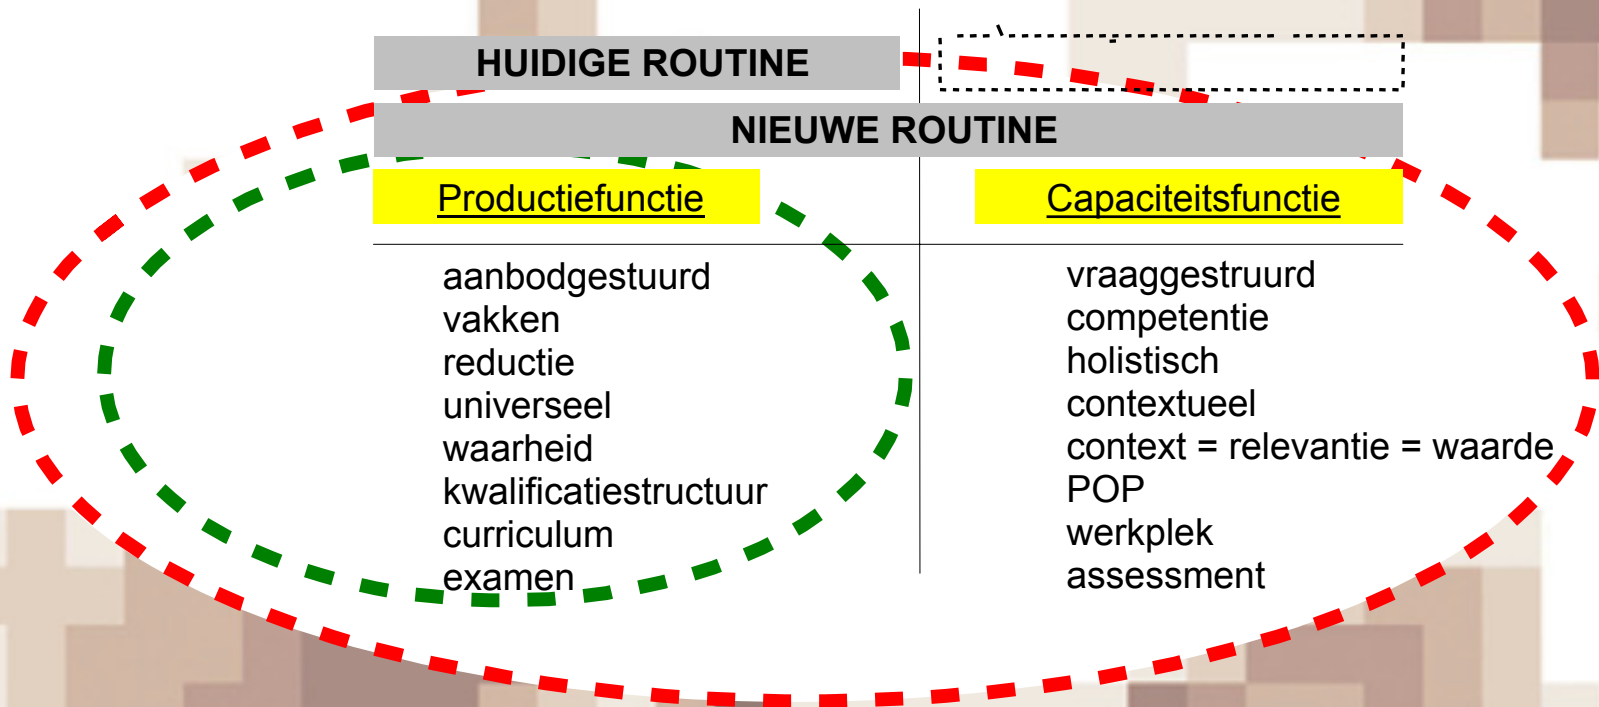 HUIDIGE ROUTINE
NIEUWE ROUTINE
Productiefunctie
Capaciteitsfunctie
aanbodgestuurd
vakken
reductie
universeel
waarheid
kwalificatiestructuur
curriculum
examen
vraaggestruurd
competentie
holistisch
contextueel
context = relevantie = waarde
POP
werkplek
assessment